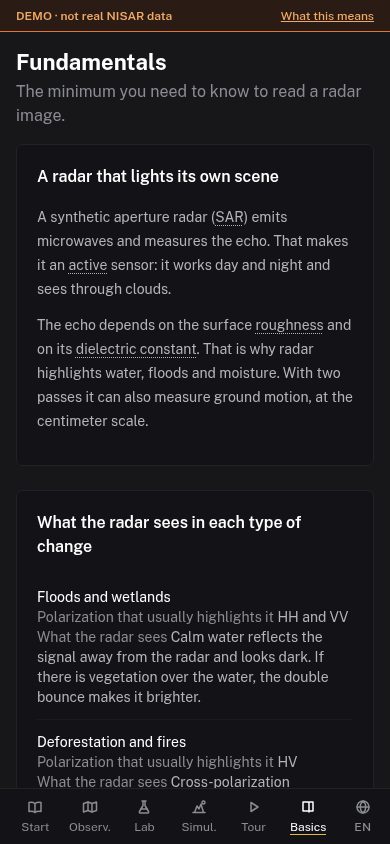 DEMO · not real NISAR data
What this means
Fundamentals
The minimum you need to know to read a radar
image.
A radar that lights its own scene
A synthetic aperture radar (SAR) emits
microwaves and measures the echo. That makes
it an active sensor: it works day and night and
sees through clouds.
The echo depends on the surface roughness and
on its dielectric constant. That is why radar
highlights water, floods and moisture. With two
passes it can also measure ground motion, at the
centimeter scale.
What the radar sees in each type of
change
Floods and wetlands
Polarization that usually highlights it HH and VV
What the radar sees Calm water reflects the
signal away from the radar and looks dark. If
there is vegetation over the water, the double
bounce makes it brighter.
Deforestation and fires
Polarization that usually highlights it HV
What the radar sees Cross-polarization
Start
Observ.
Lab
Simul.
Tour
Basics
EN